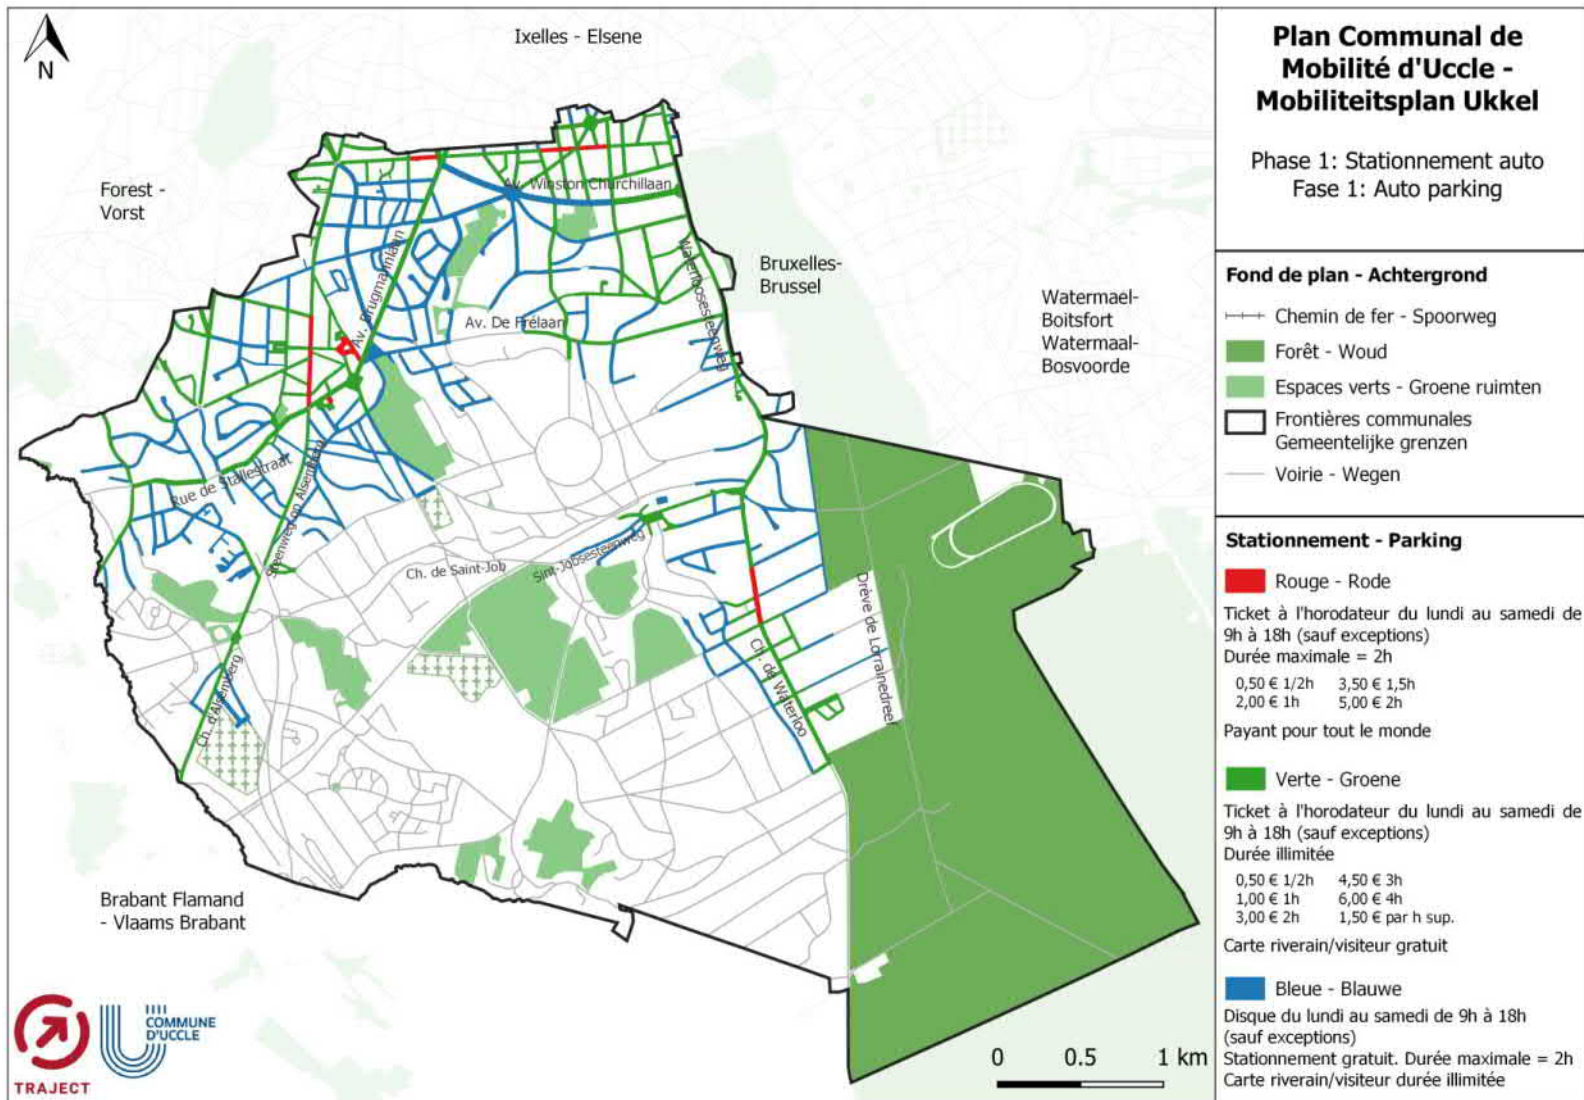 N
Ixelles - Elsene
Forest -
Vorst
Bruxelles-
Brussel
Watermael-
Boitsfort
Watermaal-
Bosvoorde
Av. Winston Churchillaan
Av. Brugmannlaan
Waterloosesteenweg
Av. De Frélaan
Rue de Stallestraat
Steenweg op Alsemberg
Ch. de Saint-Job
Sint-Jobsesteenweg
Drève de Lorrainedreef
Ch. de Waterloo
Ch. d'Alsemberg
Brabant Flamand
- Vlaams Brabant
TRAJECT
COMMUNE
D'UCCLE
0 0.5 1 km
Plan Communal de
Mobilité d'Uccle -
Mobiliteitsplan Ukkel
Phase 1: Stationnement auto
Fase 1: Auto parking
Fond de plan - Achtergrond
Chemin de fer - Spoorweg
Forêt - Woud
Espaces verts - Groene ruimten
Frontières communales
Gemeentelijke grenzen
Voirie - Wegen
Stationnement - Parking
Rouge - Rode
Ticket à l'horodateur du lundi au samedi de
9h à 18h (sauf exceptions)
Durée maximale = 2h
0,50 € 1/2h 3,50 € 1,5h
2,00 € 1h 5,00 € 2h
Payant pour tout le monde
Verte - Groene
Ticket à l'horodateur du lundi au samedi de
9h à 18h (sauf exceptions)
Durée illimitée
0,50 € 1/2h 4,50 € 3h
1,00 € 1h 6,00 € 4h
3,00 € 2h 1,50 € par h sup.
Carte riverain/visiteur gratuit
Bleue - Blauwe
Disque du lundi au samedi de 9h à 18h
(sauf exceptions)
Stationnement gratuit. Durée maximale = 2h
Carte riverain/visiteur durée illimitée